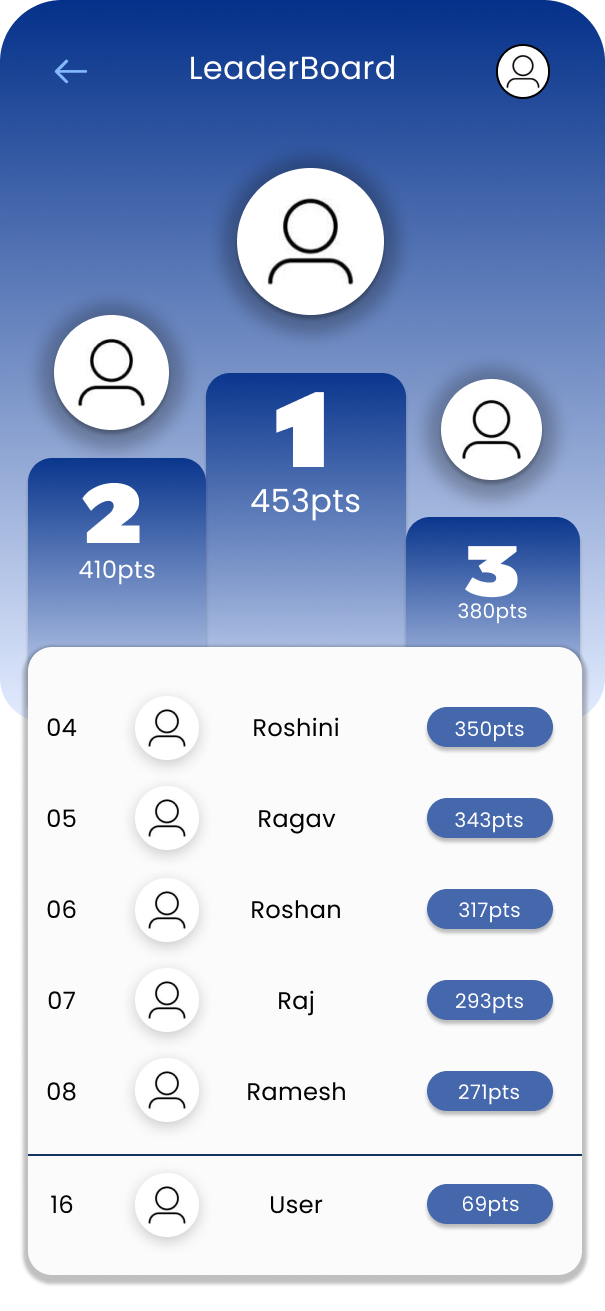 LeaderBoard
1
453pts
2
410pts
3
380pts
04 Roshini 350pts
05 Ragav 343pts
06 Roshan 317pts
07 Raj 293pts
08 Ramesh 271pts
16 User 69pts